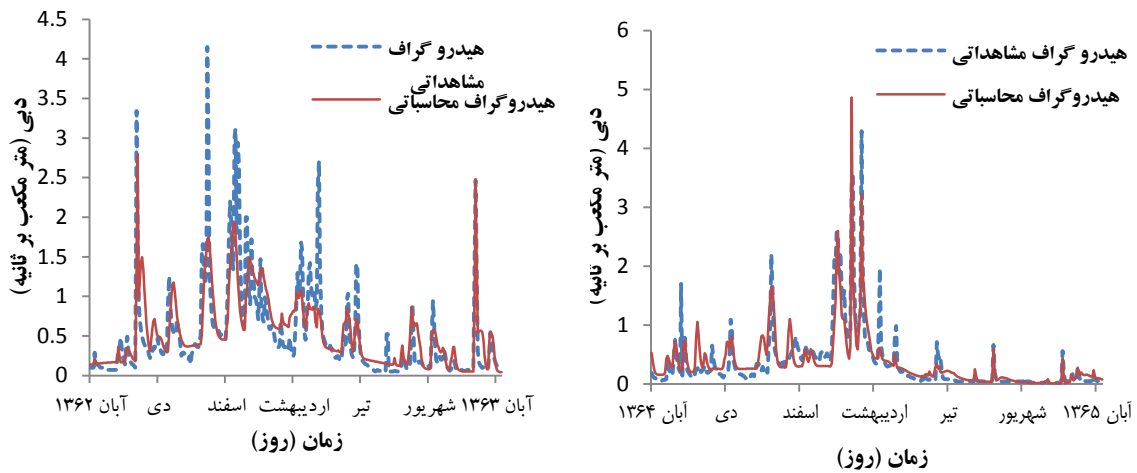 4.5
4
3.5
3
2.5
2
1.5
1
0.5
0
دبی (متر مکعب بر ثانیه)
هیدرو گراف
مشاهداتی
هیدروگراف محاسباتی
آبان ۱۳۶۲ دی اسفند اردیبهشت تیر شهریور آبان ۱۳۶۳
زمان (روز)
6
5
4
3
2
1
0
دبی (متر مکعب بر ثانیه)
هیدرو گراف مشاهداتی
هیدروگراف محاسباتی
آبان ۱۳۶۴ دی اسفند اردیبهشت تیر شهریور آبان ۱۳۶۵
زمان (روز)